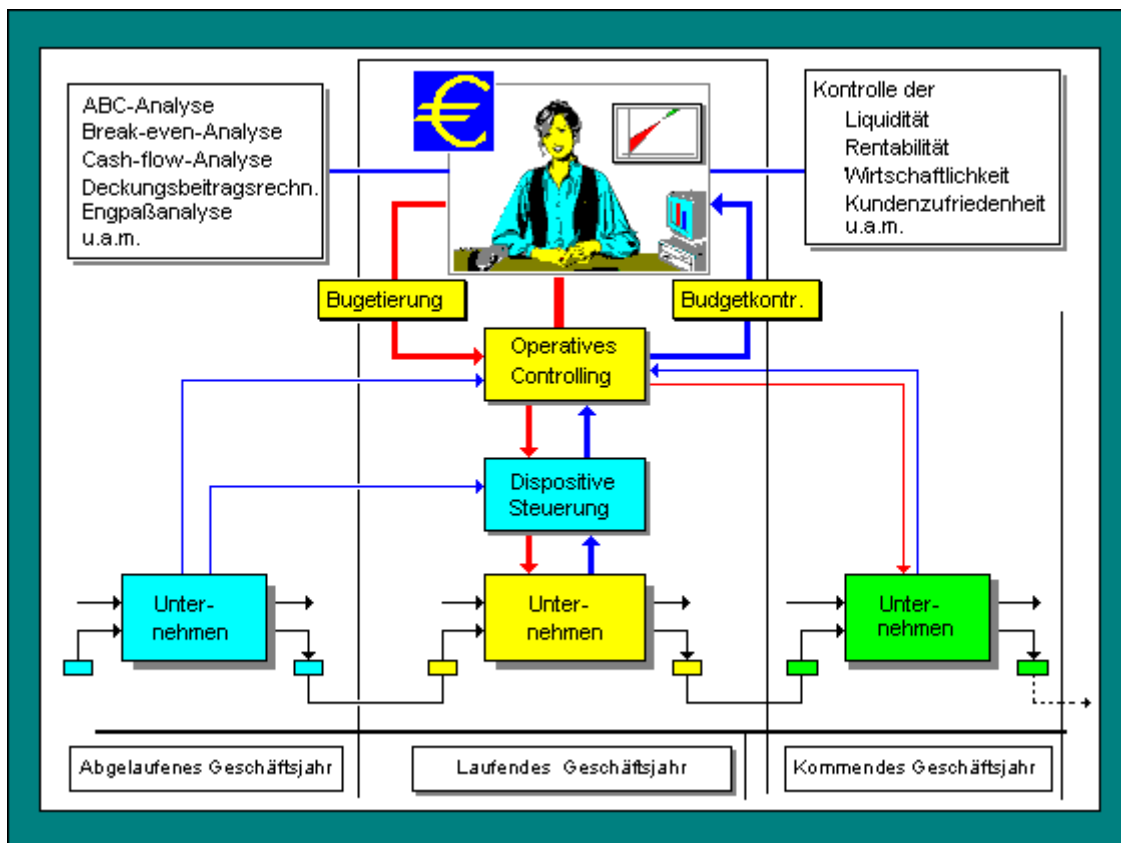 ABC-Analyse
Break-even-Analyse
Cash-flow-Analyse
Deckungsbeitragsrechn.
Engpaßanalyse
u.a.m.
€
Kontrolle der
Liquidität
Rentabilität
Wirtschaftlichkeit
Kundenzufriedenheit
u.a.m.
Bugetierung
Budgetkontr.
Operatives
Controlling
Dispositive
Steuerung
Unter-
nehmen
Unter-
nehmen
Unter-
nehmen
Abgelaufenes Geschäftsjahr
Laufendes Geschäftsjahr
Kommendes Geschäftsjahr